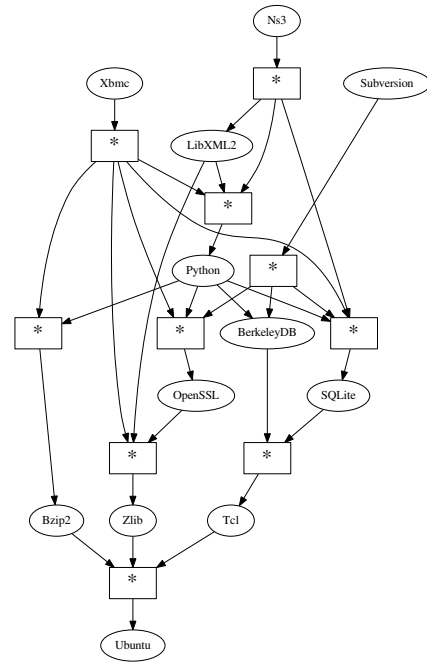 Ns3
Xbmc
*
Subversion
*
LibXML2
*
Python
*
*
*
BerkeleyDB
*
OpenSSL
SQLite
*
*
Bzip2
Zlib
Tcl
*
Ubuntu